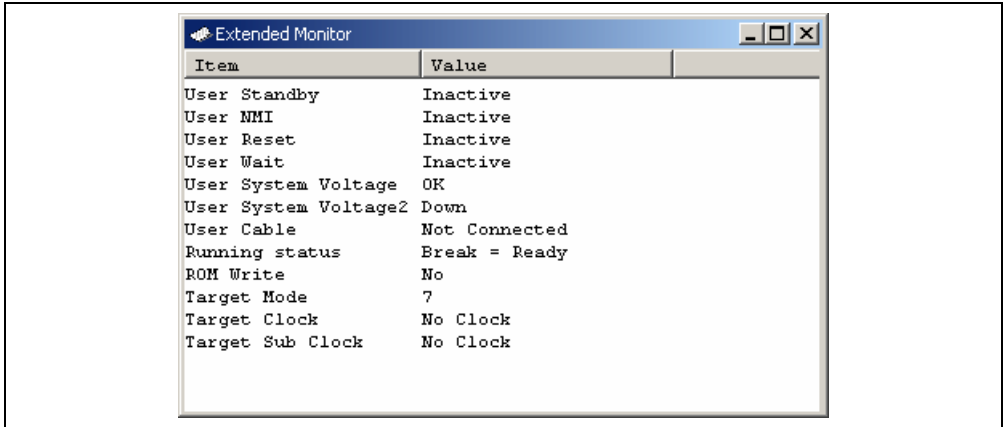 Extended Monitor
Item Value
User Standby Inactive
User NMI Inactive
User Reset Inactive
User Wait Inactive
User System Voltage OK
User System Voltage2 Down
User Cable Not Connected
Running status Break = Ready
ROM Write No
Target Mode 7
Target Clock No Clock
Target Sub Clock No Clock